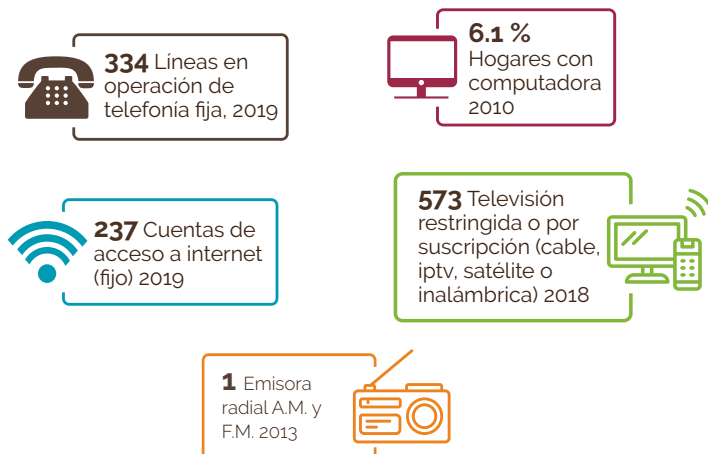 334 Líneas en
operación de
telefonía fija, 2019
6.1 %
Hogares con
computadora
2010
237 Cuentas de
acceso a internet
(fijo) 2019
573 Televisión
restringida o por
suscripción (cable,
iptv, satélite o
inalámbrica) 2018
1 Emisora
radial A.M. y
F.M. 2013